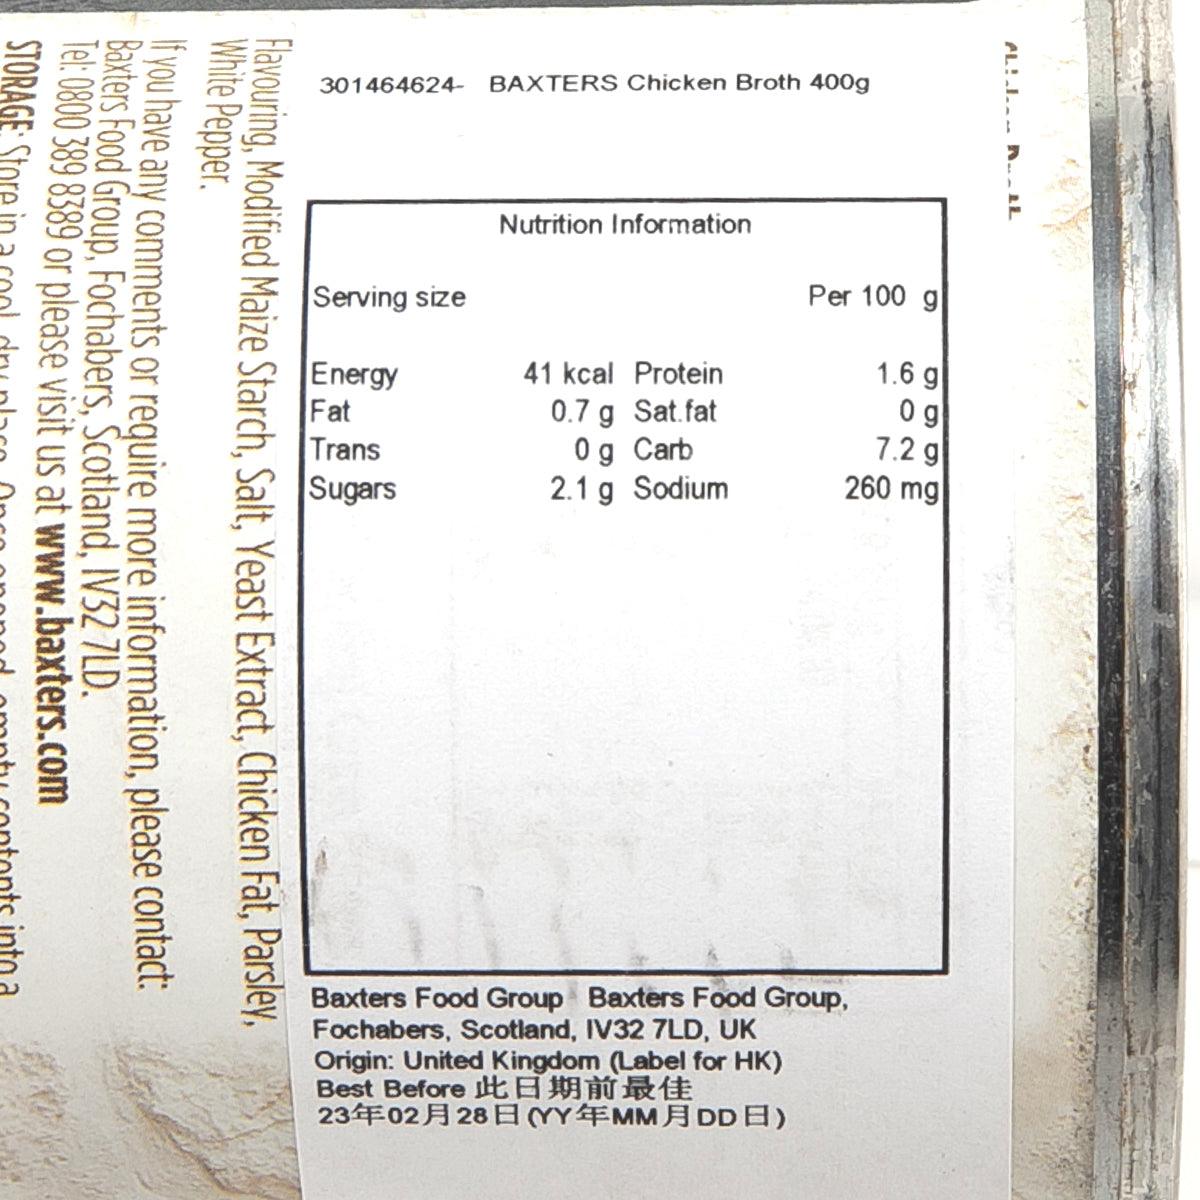 301464624- BAXTERS Chicken Broth 400g
Nutrition Information
Serving size Per 100 g
Energy 41 kcal Protein 1.6 g
Fat 0.7 g Sat.fat 0 g
Trans 0 g Carb 7.2 g
Sugars 2.1 g Sodium 260 mg
Baxters Food Group Baxters Food Group,
Fochabers, Scotland, IV32 7LD, UK
Origin: United Kingdom (Label for HK)
Best Before 此日期前最佳
23年02月28日(YY年MM月DD日)
Flavouring, Modified Maize Starch, Salt, Yeast Extract, Chicken Fat, Parsley,
White Pepper.
If you have any comments or require more information, please contact:
Baxters Food Group, Fochabers, Scotland, IV32 7LD.
Tel: 0800 389 8389 or please visit us at www.baxters.com
STORAGE: Store in a cool, dry place. Once opened, empty contents into a